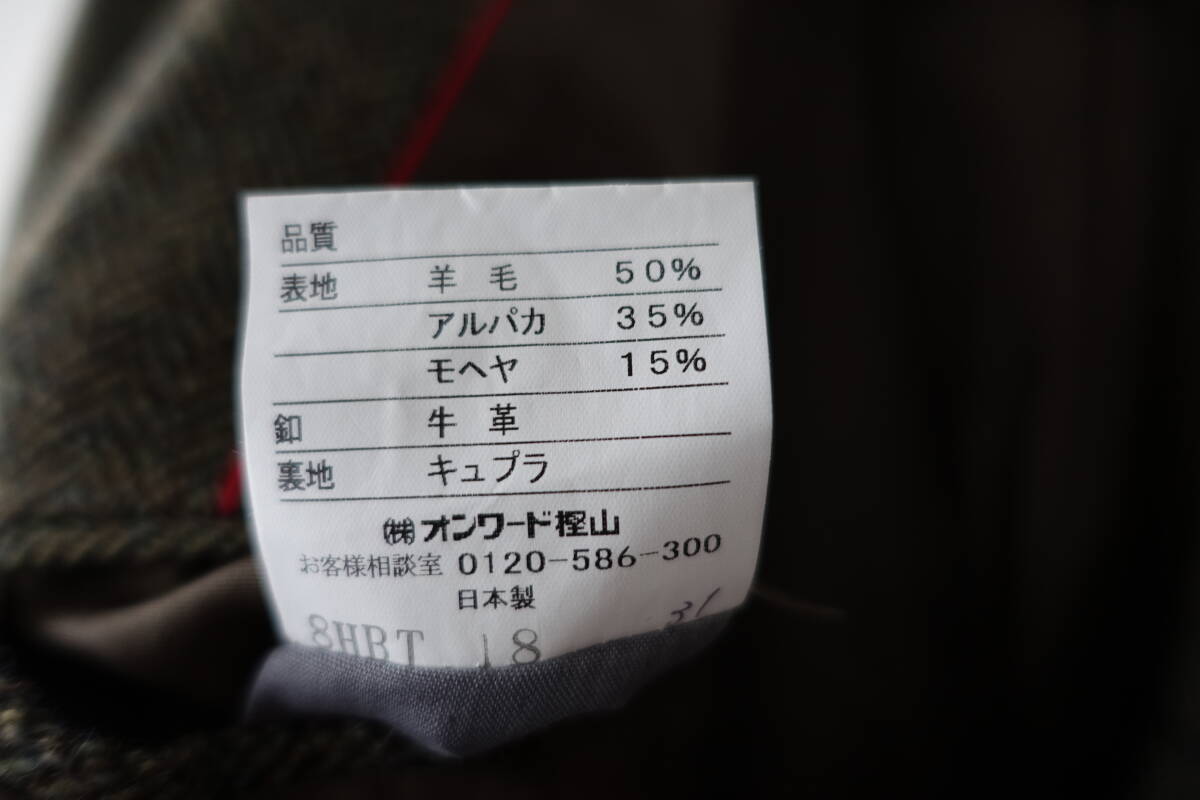 品質
表地 羊毛 50%
アルパカ 35%
モヘヤ 15%
釦 牛革
裏地 キュプラ
㈱オンワード樫山
お客様相談室 0120-586-300
日本製
8HBT 8
31